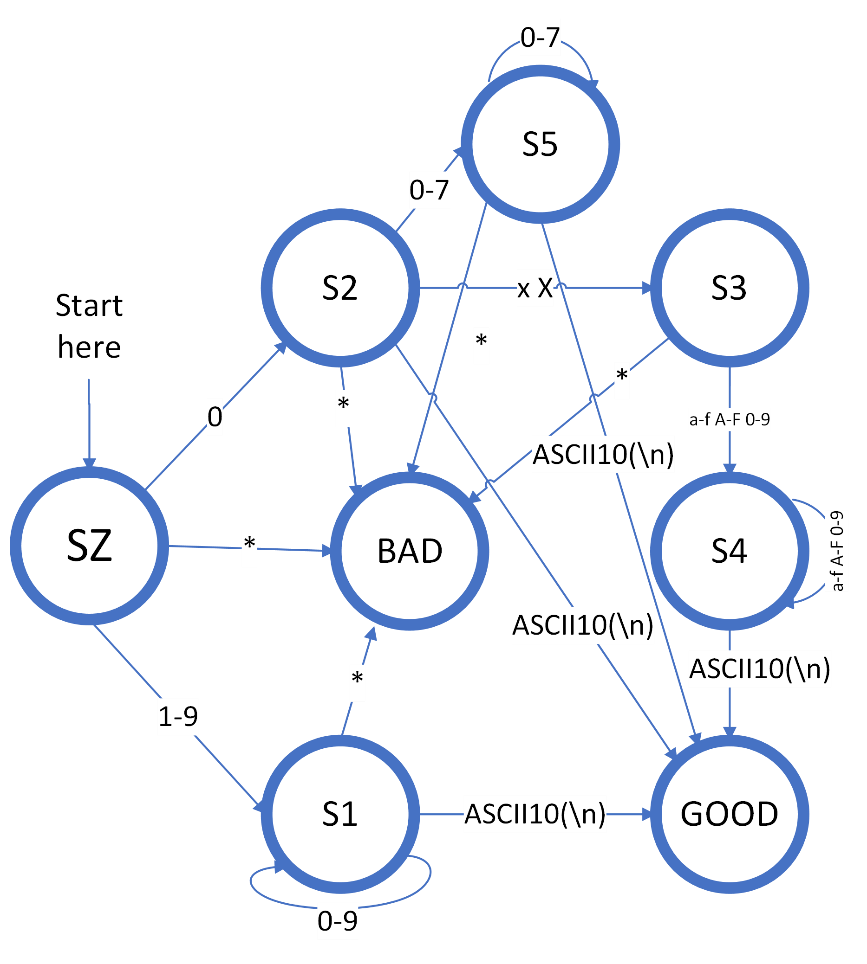 0-7
S5
0-7
S2
x X
S3
Start
here
*
*
*
0
a-f A-F 0-9
ASCII10(\n)
SZ
*
BAD
S4
a-f A-F 0-9
ASCII10(\n)
*
ASCII10(\n)
1-9
S1
ASCII10(\n)
GOOD
0-9